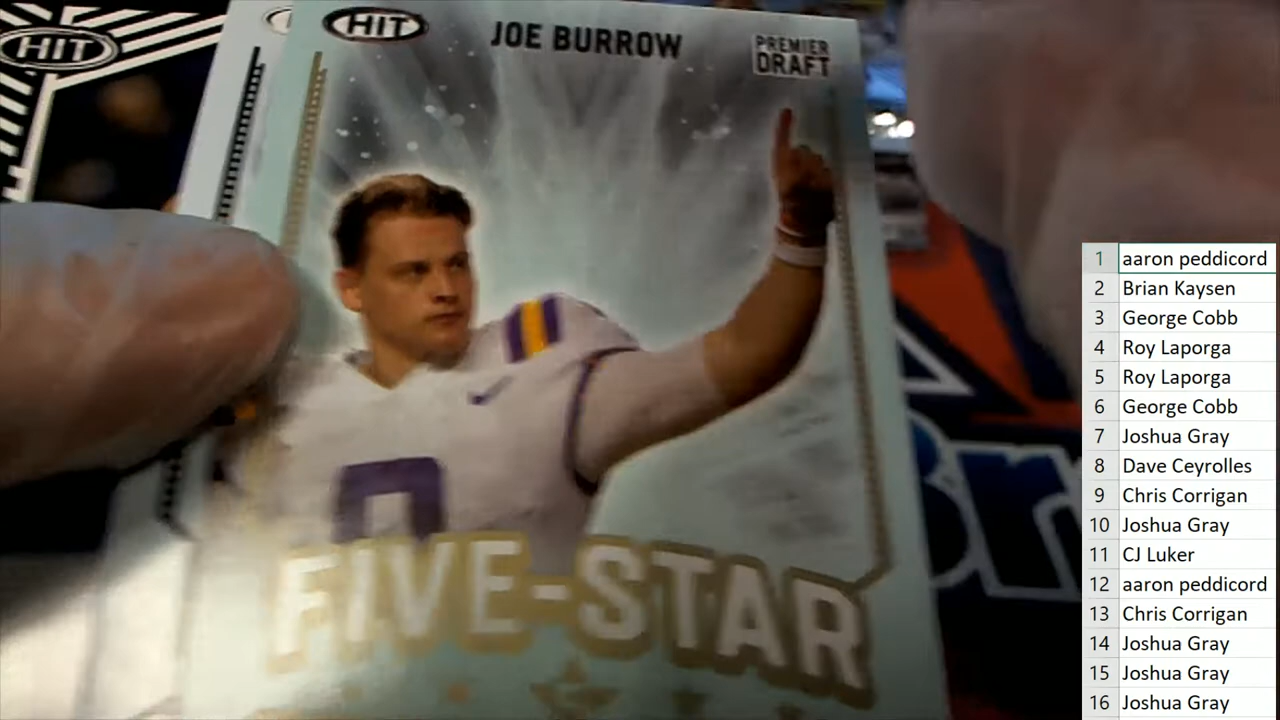 HIT
HIT
JOE BURROW
PREMIER
DRAFT
FIVE-STAR
1 aaron peddicord
2 Brian Kaysen
3 George Cobb
4 Roy Laporga
5 Roy Laporga
6 George Cobb
7 Joshua Gray
8 Dave Ceyrolles
9 Chris Corrigan
10 Joshua Gray
11 CJ Luker
12 aaron peddicord
13 Chris Corrigan
14 Joshua Gray
15 Joshua Gray
16 Joshua Gray